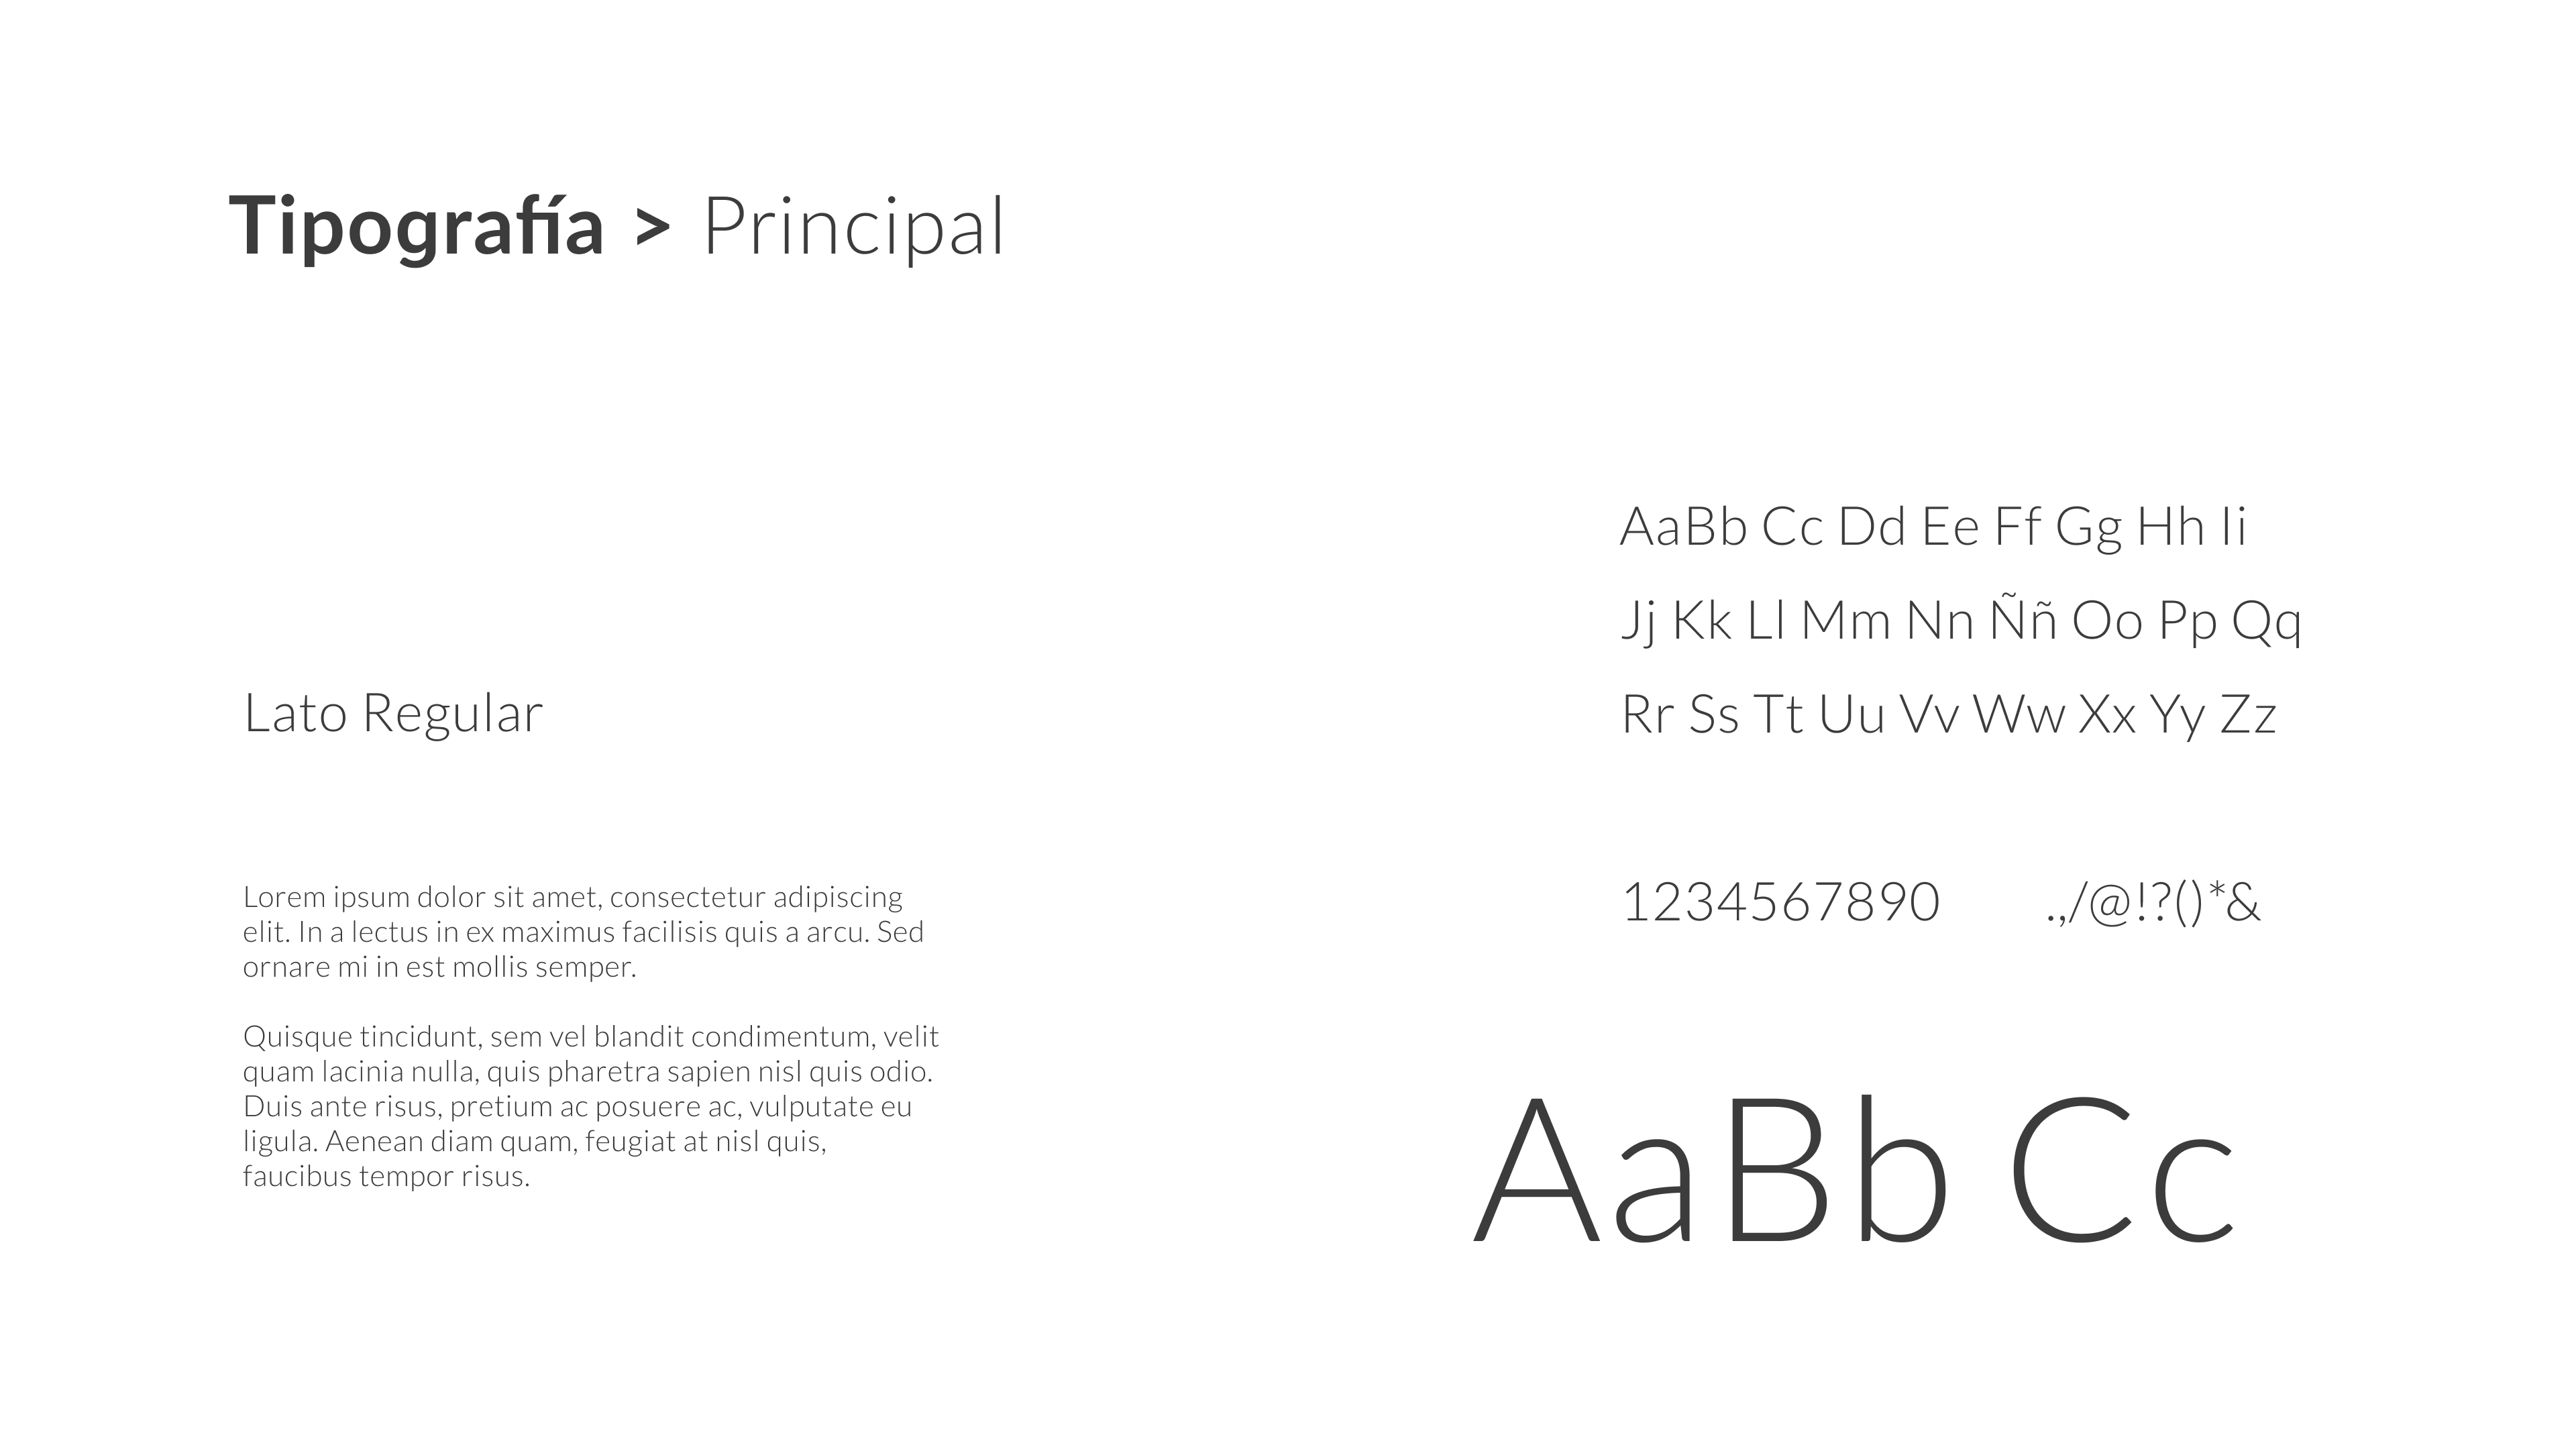 Tipografía > Principal
Lato Regular
Lorem ipsum dolor sit amet, consectetur adipiscing
elit. In a lectus in ex maximus facilisis quis a arcu. Sed
ornare mi in est mollis semper.
Quisque tincidunt, sem vel blandit condimentum, velit
quam lacinia nulla, quis pharetra sapien nisl quis odio.
Duis ante risus, pretium ac posuere ac, vulputate eu
ligula. Aenean diam quam, feugiat at nisl quis,
faucibus tempor risus.
AaBb Cc Dd Ee Ff Gg Hh Ii
Jj Kk Ll Mm Nn Ññ Oo Pp Qq
Rr Ss Tt Uu Vv Ww Xx Yy Zz
1234567890 .,/@!?()*&
AaBb Cc